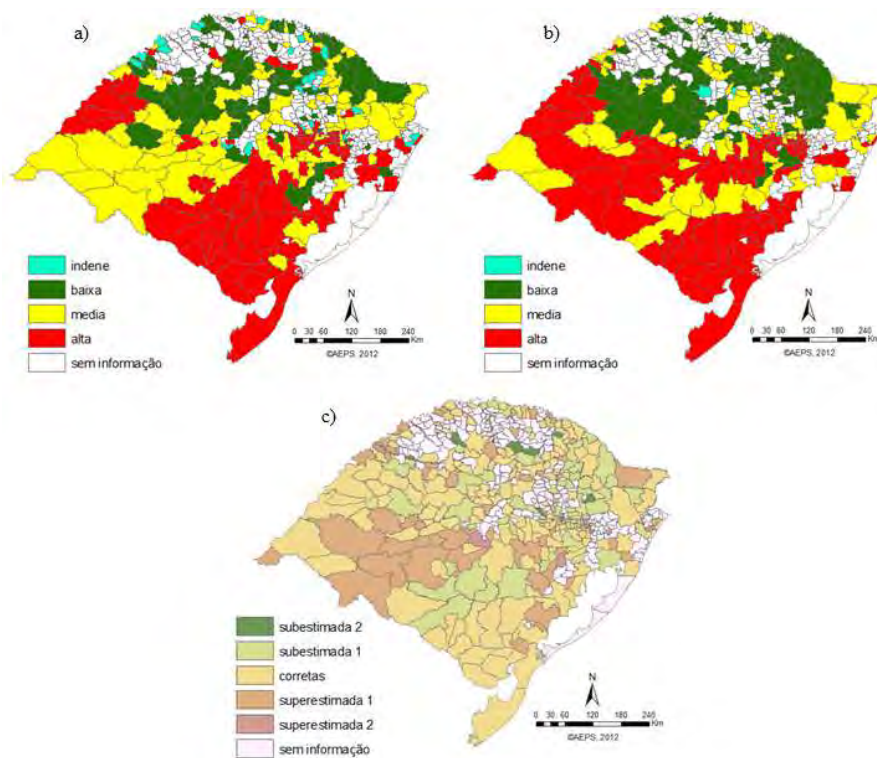 a)
indene
baixa
media
alta
sem informação
N
0 30 60 120 180 240
Km
©AEPS, 2012
b)
indene
baixa
media
alta
sem informação
N
0 30 60 120 180 240
Km
©AEPS, 2012
c)
subestimada 2
subestimada 1
corretas
superestimada 1
superestimada 2
sem informação
N
0 30 60 120 180 240
Km
©AEPS, 2012